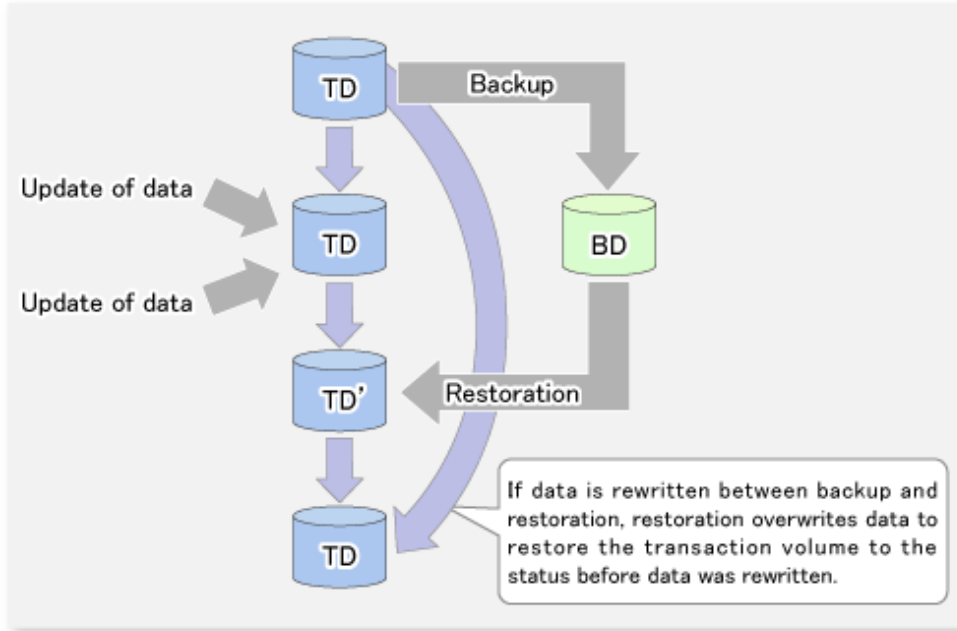 TD
Backup
Update of data
TD
BD
Update of data
TD’
Restoration
If data is rewritten between backup and
restoration, restoration overwrites data to
restore the transaction volume to the
status before data was rewritten.
TD